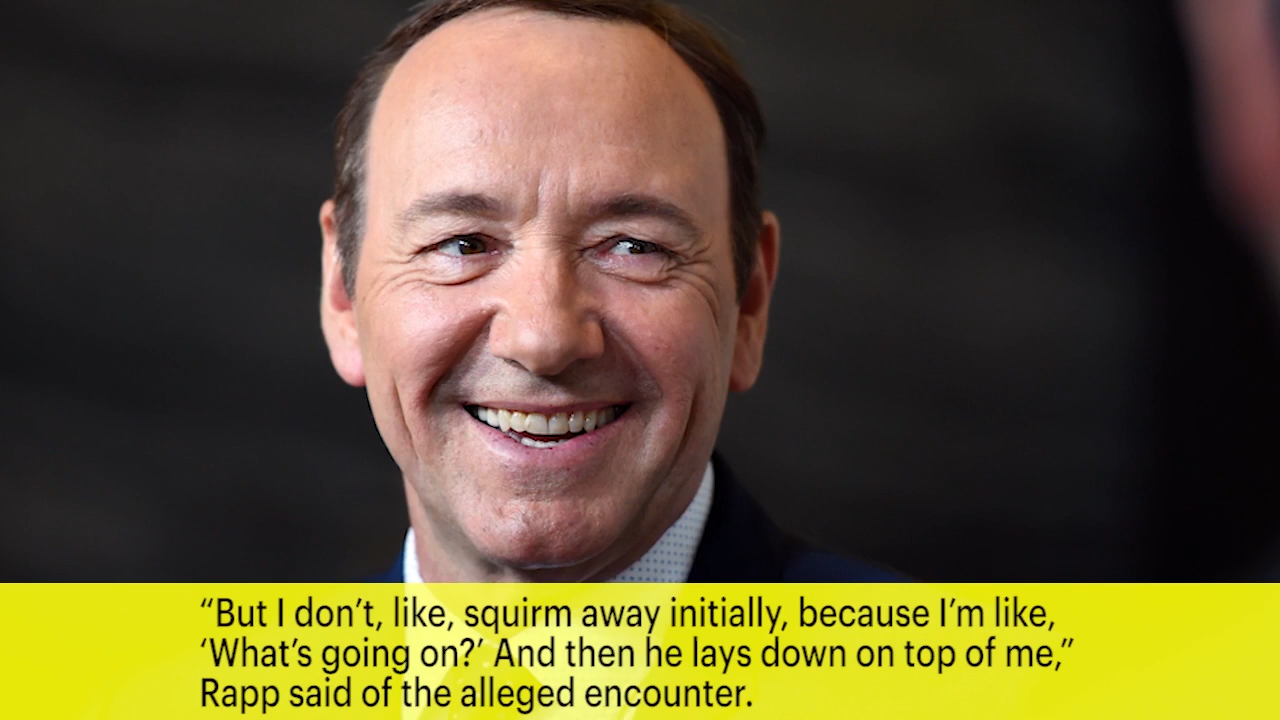 “But I don’t, like, squirm away initially, because I’m like,
‘What’s going on?’ And then he lays down on top of me,”
Rapp said of the alleged encounter.